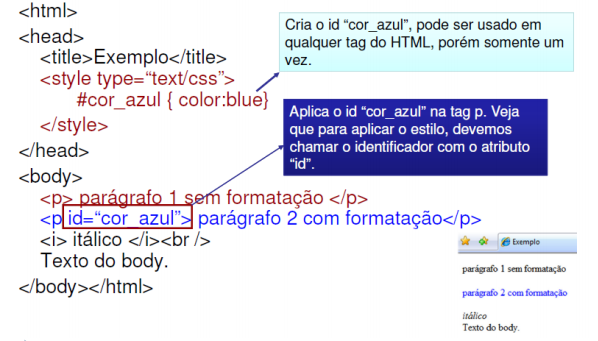 <html>
<head>
<title>Exemplo</title>
<style type=“text/css”>
#cor_azul { color:blue}
</style>
</head>
<body>
<p> parágrafo 1 sem formatação </p>
<p id=“cor_azul”> parágrafo 2 com formatação</p>
<i> itálico </i><br />
Texto do body.
</body></html>
Cria o id “cor_azul”, pode ser usado em
qualquer tag do HTML, porém somente um
vez.
Aplica o id “cor_azul” na tag p. Veja
que para aplicar o estilo, devemos
chamar o identificador com o atributo
“id”.
Exemplo
parágrafo 1 sem formatação
parágrafo 2 com formatação
itálico
Texto do body.